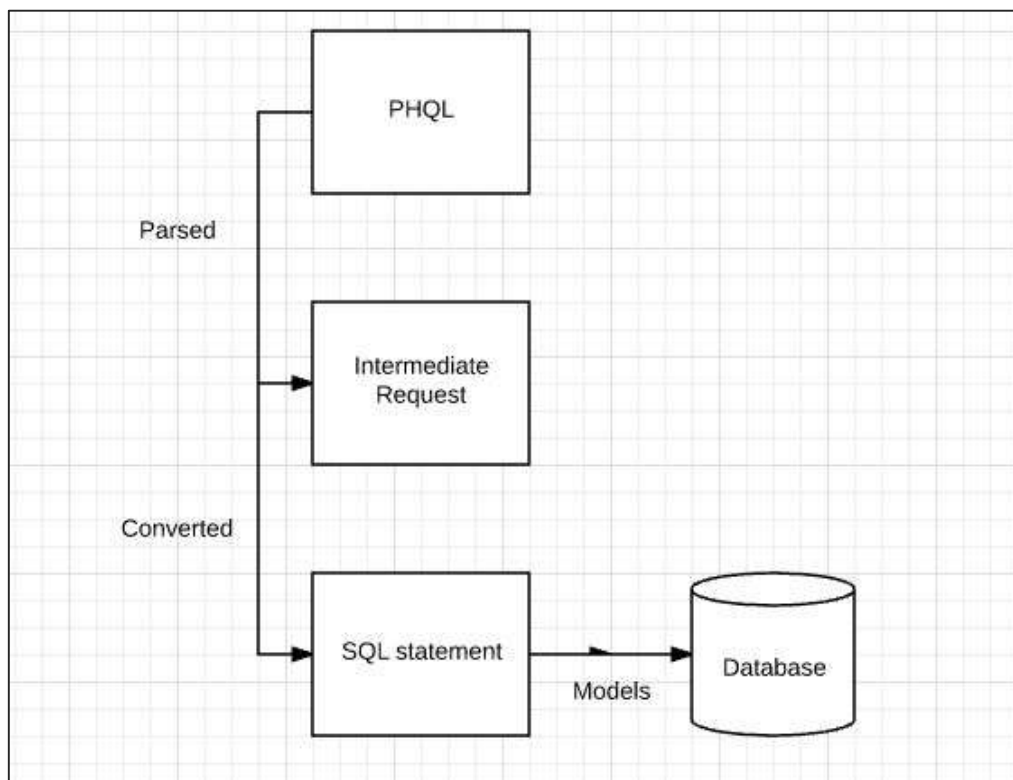 PHQL
Parsed
Intermediate
Request
Converted
SQL statement
Models
Database